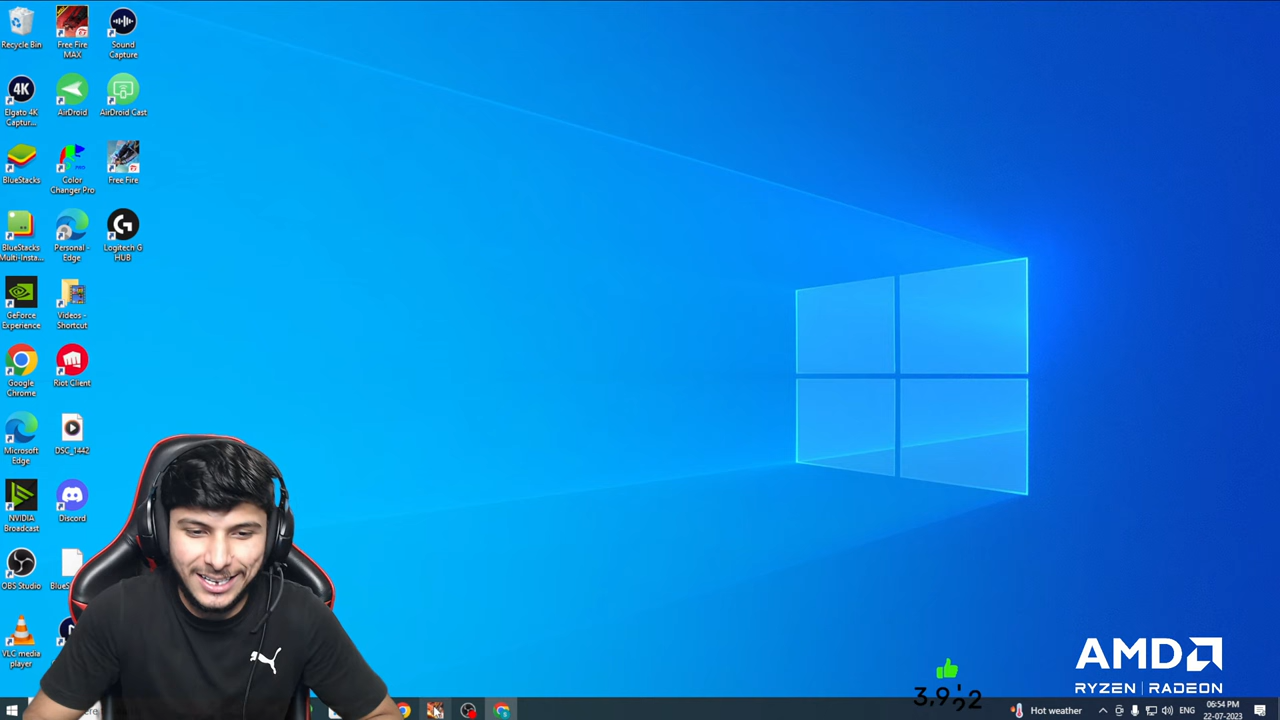 Recycle Bin
Free Fire
MAX
Sound
Capture
4K
Elgato 4K
Captur...
AirDroid
AirDroid Cast
BlueStacks
Color
Changer Pro
Free Fire
BlueStacks
Multi-Insta...
Personal -
Edge
Logitech G
HUB
GeForce
Experience
Videos -
Shortcut
Google
Chrome
Riot Client
Microsoft
Edge
DSC_1442
NVIDIA
Broadcast
Discord
OBS Studio
VLC media
player
AMD
RYZEN | RADEON
Hot weather
ENG
06:54 PM
22-07-2023